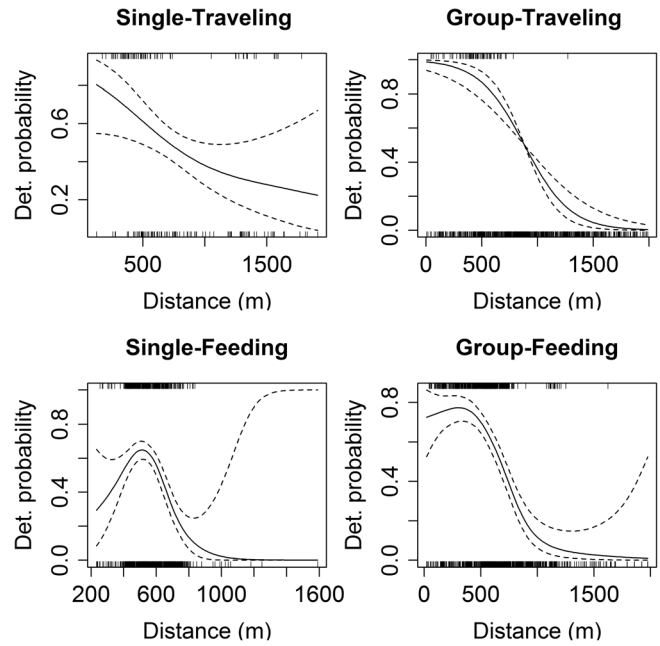 Single-Traveling
Det. probability
0.2 0.6
500 1500
Distance (m)
Group-Traveling
Det. probability
0.0 0.4 0.8
0 500 1500
Distance (m)
Single-Feeding
Det. probability
0.0 0.4 0.8
200 600 1000 1600
Distance (m)
Group-Feeding
Det. probability
0.0 0.4 0.8
0 500 1500
Distance (m)